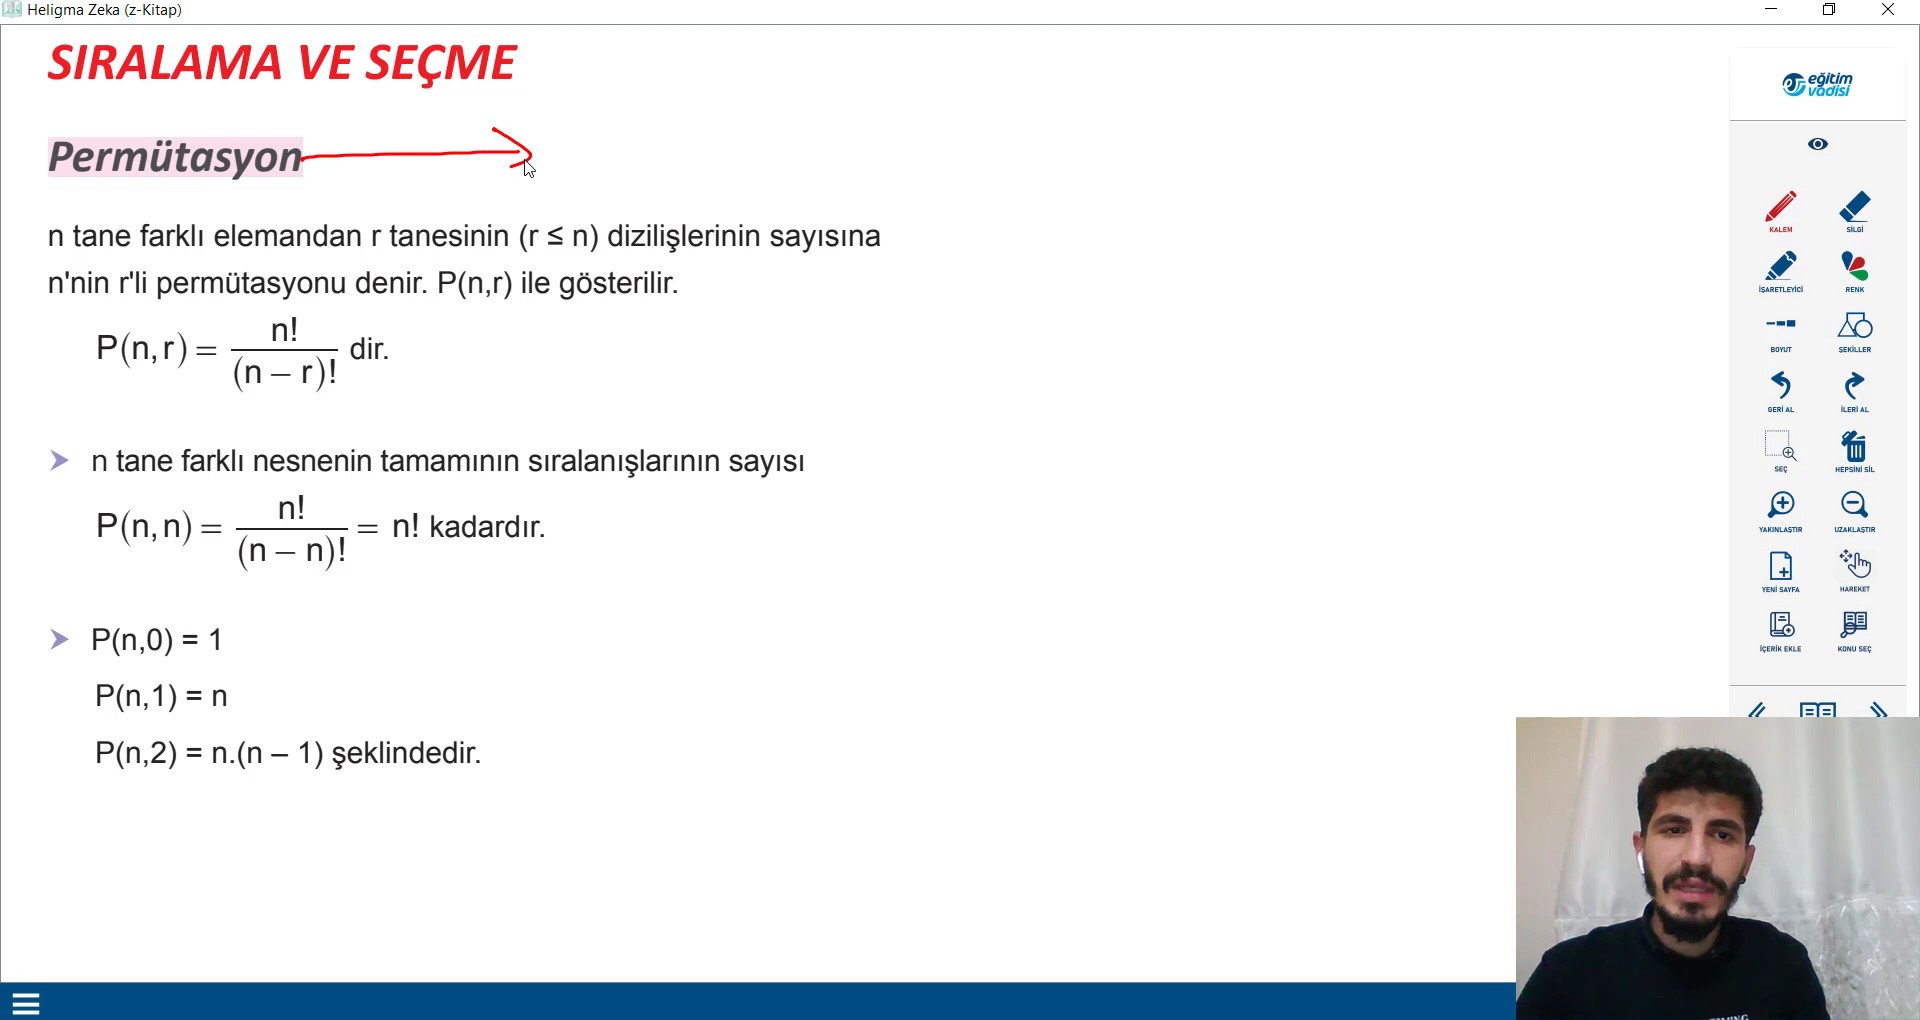 Heligma Zeka (z-Kitap)
SIRALAMA VE SEÇME
Permütasyon
n tane farklı elemandan r tanesinin (r ≤ n) dizilişlerinin sayısına
n'nin r'li permütasyonu denir. P(n,r) ile gösterilir.
P(n,r) = n! / (n – r)! dir.
➤ n tane farklı nesnenin tamamının sıralanışlarının sayısı
P(n,n) = n! / (n – n)! = n! kadardır.
➤ P(n,0) = 1
P(n,1) = n
P(n,2) = n.(n – 1) şeklindedir.
eğitim
vadisi
KALEM SİLGİ
İŞARETLEYİCİ RENK
BOYUT ŞEKİLLER
GERİ AL İLERİ AL
SEÇ HEPSİNİ SİL
YAKINLAŞTIR UZAKLAŞTIR
YENİ SAYFA HAREKET
İÇERİK EKLE KONU SEÇ